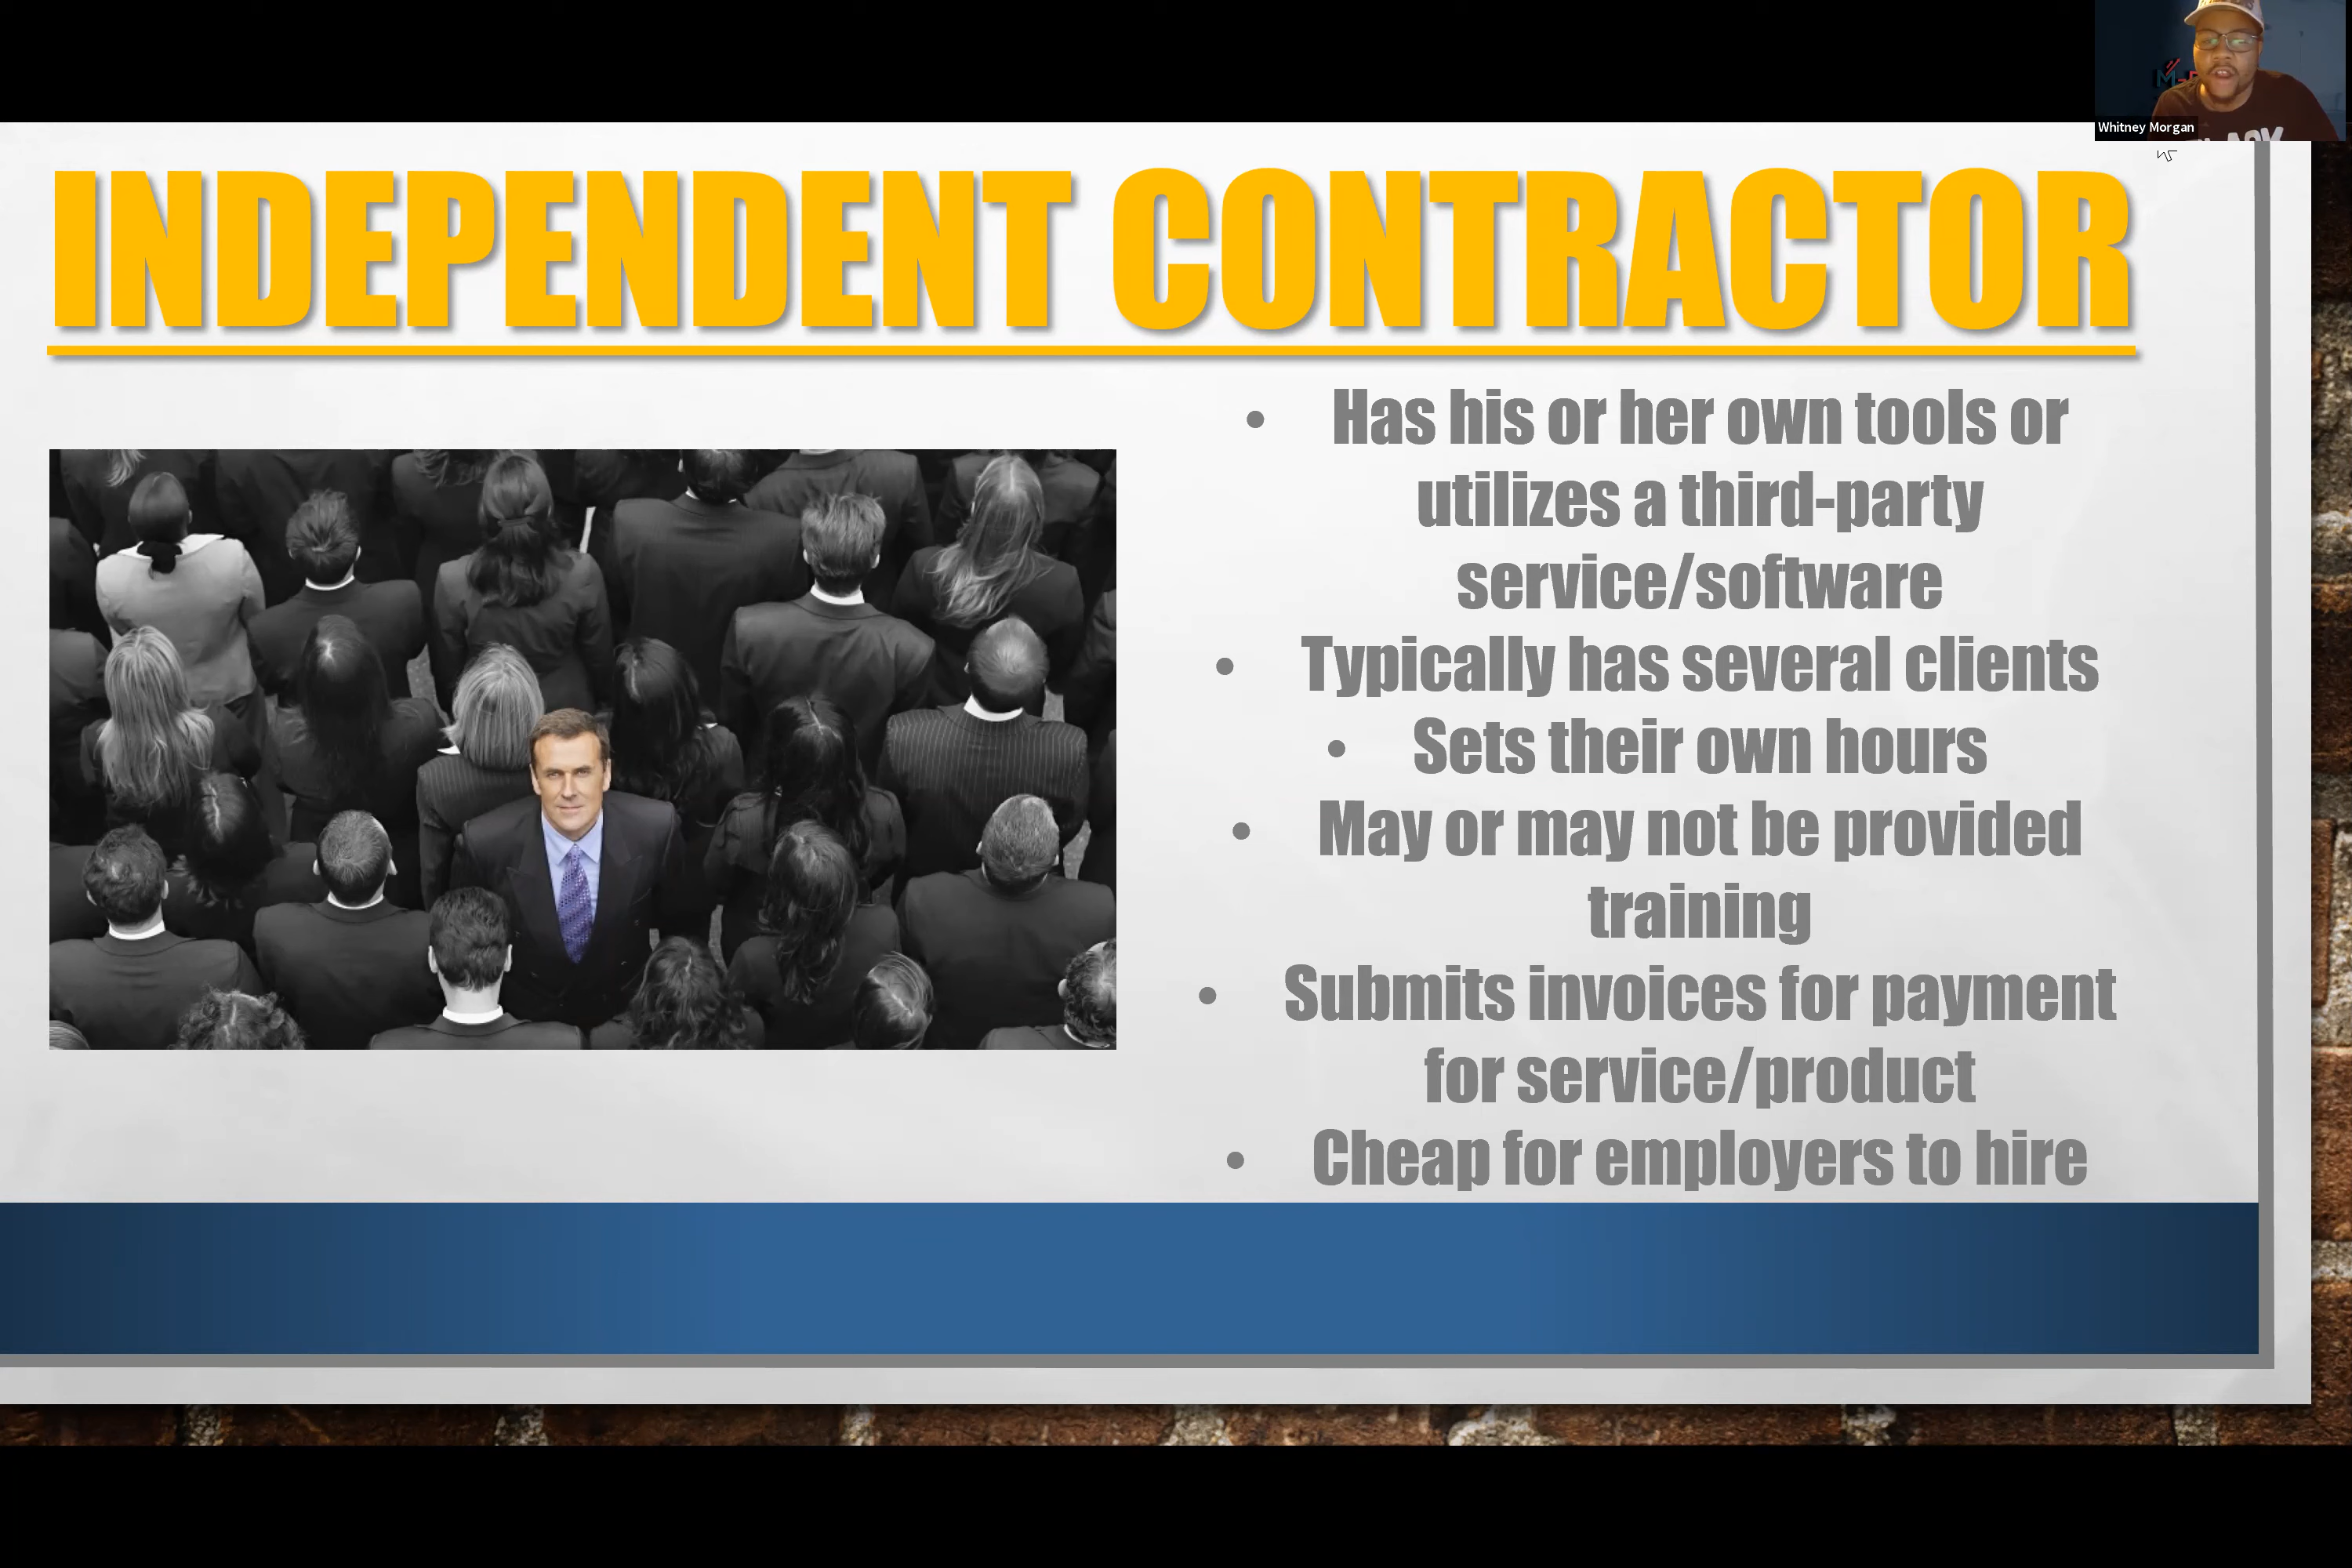 Whitney Morgan
INDEPENDENT CONTRACTOR
• Has his or her own tools or
utilizes a third-party
service/software
• Typically has several clients
• Sets their own hours
• May or may not be provided
training
• Submits invoices for payment
for service/product
• Cheap for employers to hire